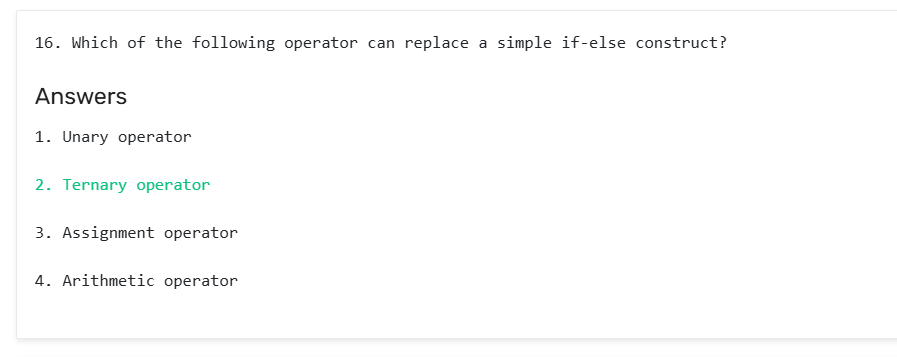 16. Which of the following operator can replace a simple if-else construct?
Answers
1. Unary operator
2. Ternary operator
3. Assignment operator
4. Arithmetic operator